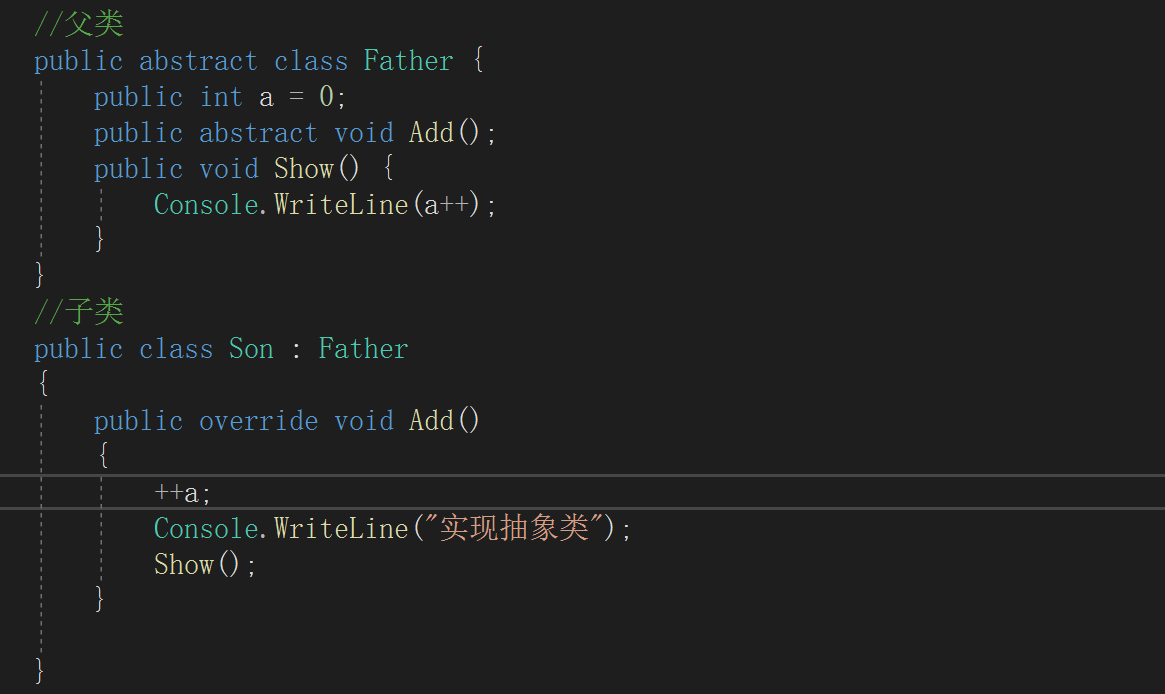 //父类
public abstract class Father {
public int a = 0;
public abstract void Add();
public void Show() {
Console.WriteLine(a++);
}
}
//子类
public class Son : Father
{
public override void Add()
{
++a;
Console.WriteLine("实现抽象类");
Show();
}
}